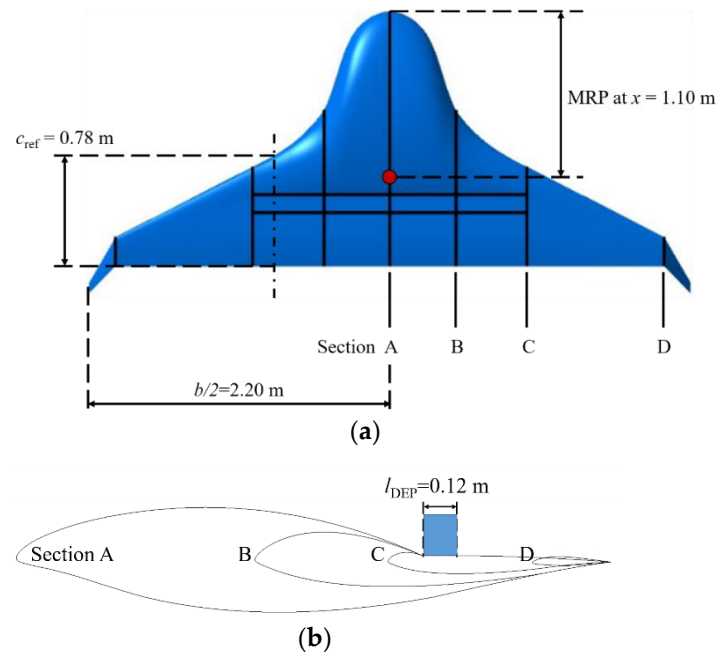 MRP at x = 1.10 m
c_ref = 0.78 m
Section A B C D
b/2=2.20 m
(a)
l_DEP=0.12 m
Section A B C D
(b)